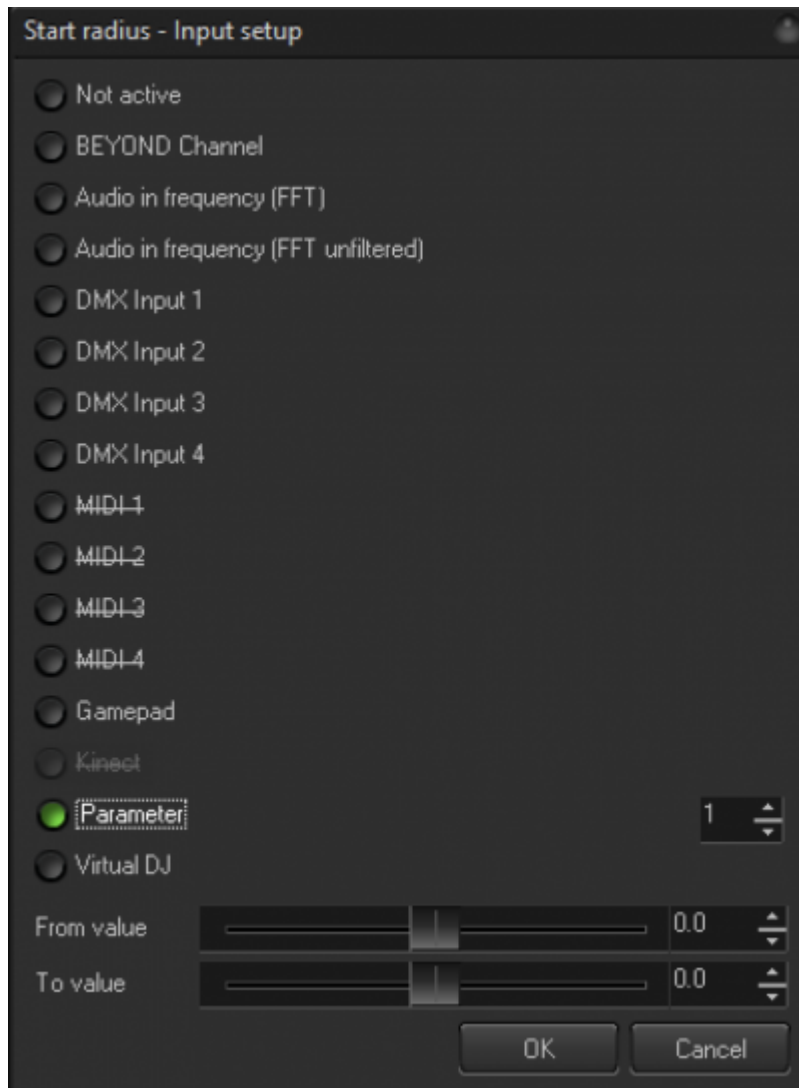 Start radius - Input setup
Not active
BEYOND Channel
Audio in frequency (FFT)
Audio in frequency (FFT unfiltered)
DMX Input 1
DMX Input 2
DMX Input 3
DMX Input 4
MIDI 1
MIDI 2
MIDI 3
MIDI 4
Gamepad
Kinect
Parameter 1
Virtual DJ
From value 0.0
To value 0.0
OK Cancel